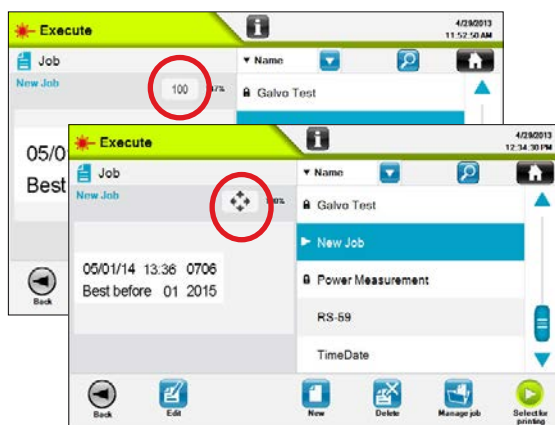 Execute
4/29/2013
11:52:50 AM
Job
Name
New Job
100
Galvo Test
05/0
Best
Back
Execute
4/29/2013
12:34:30 PM
Job
Name
New Job
Galvo Test
New Job
05/01/14 13:36 0706
Best before 01 2015
Power Measurement
RS-59
TimeDate
Back
Edit
New
Delete
Manage job
Select for
printing